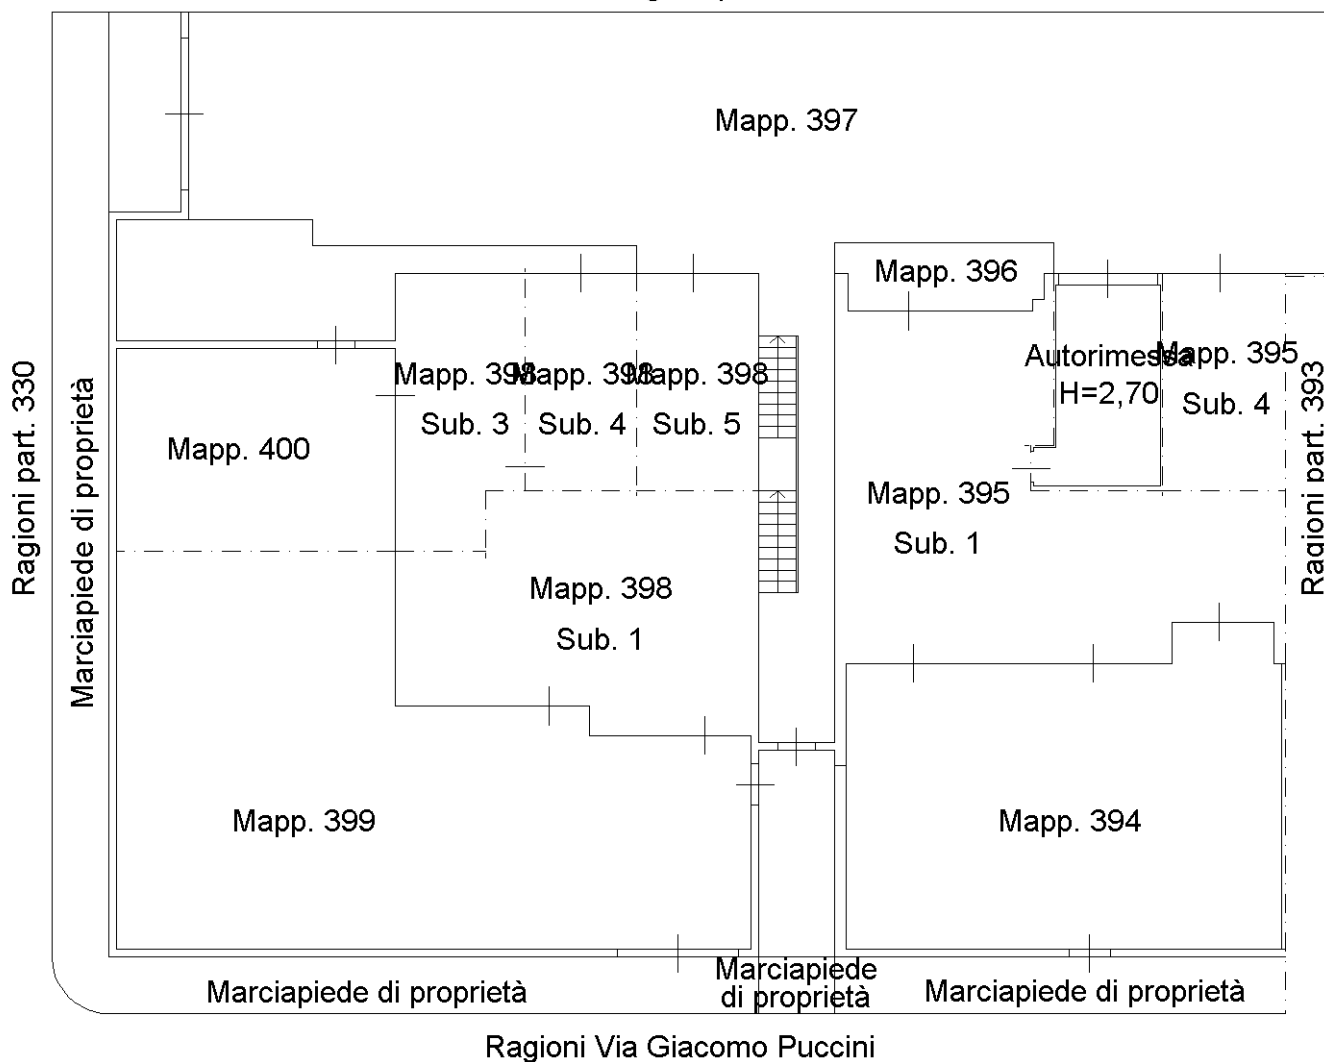 Mapp. 397
Mapp. 396
Autorimessa
H=2,70
Mapp. 395
Sub. 4
Mapp. 398
Sub. 3
Mapp. 398
Sub. 4
Mapp. 398
Sub. 5
Ragioni part. 330
Marciapiede di proprietà
Mapp. 400
Mapp. 395
Sub. 1
Ragioni part. 393
Mapp. 398
Sub. 1
Mapp. 399
Mapp. 394
Marciapiede di proprietà
Marciapiede
di proprietà
Marciapiede di proprietà
Ragioni Via Giacomo Puccini